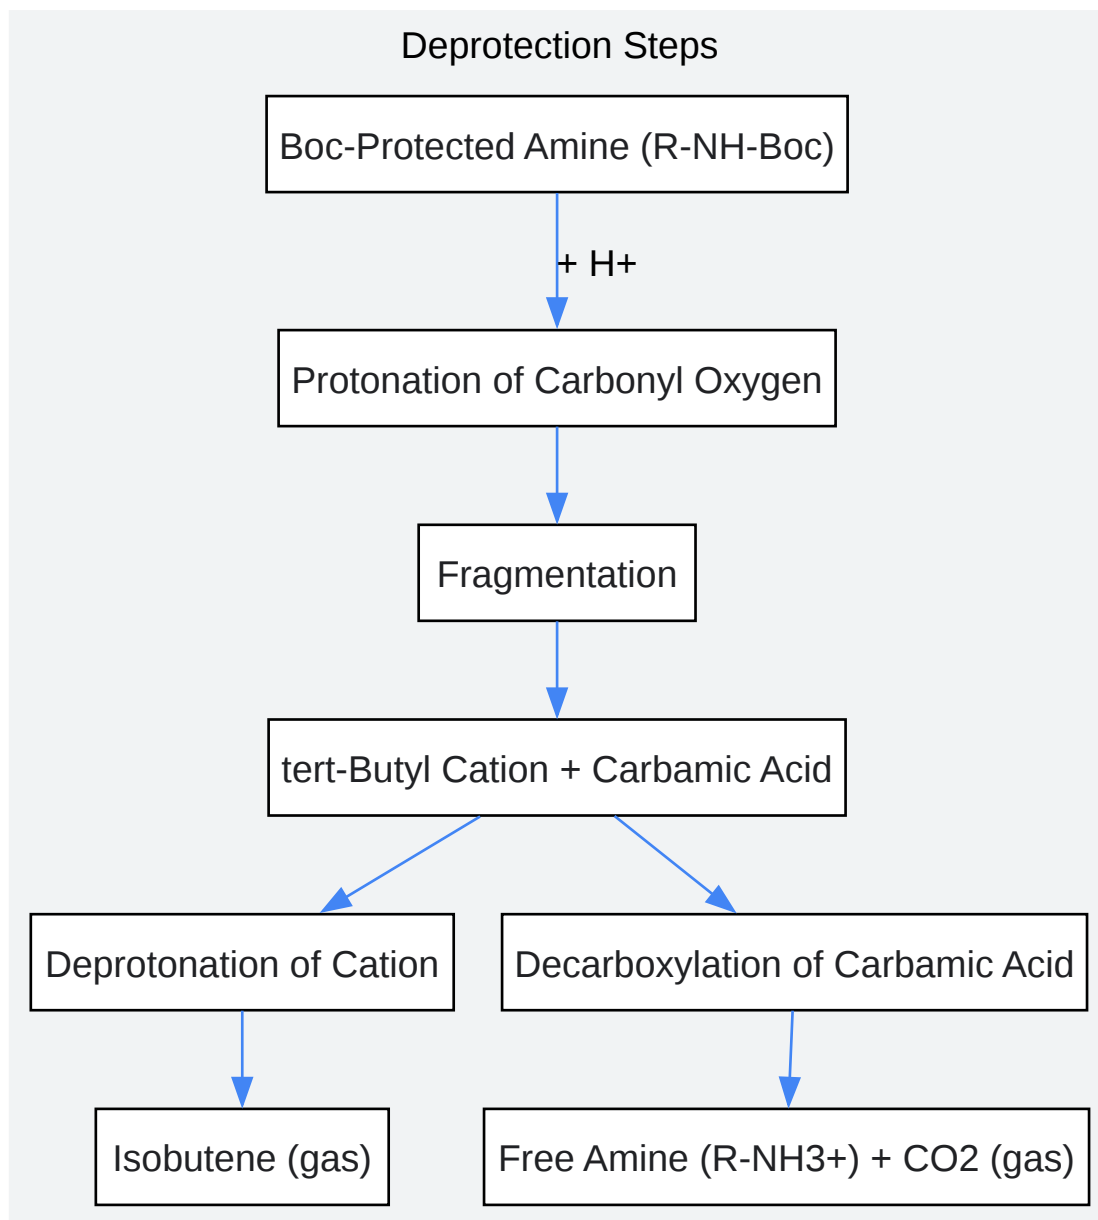 Deprotection Steps
Boc-Protected Amine (R-NH-Boc)
+ H+
Protonation of Carbonyl Oxygen
Fragmentation
tert-Butyl Cation + Carbamic Acid
Deprotonation of Cation
Decarboxylation of Carbamic Acid
Isobutene (gas)
Free Amine (R-NH3+) + CO2 (gas)